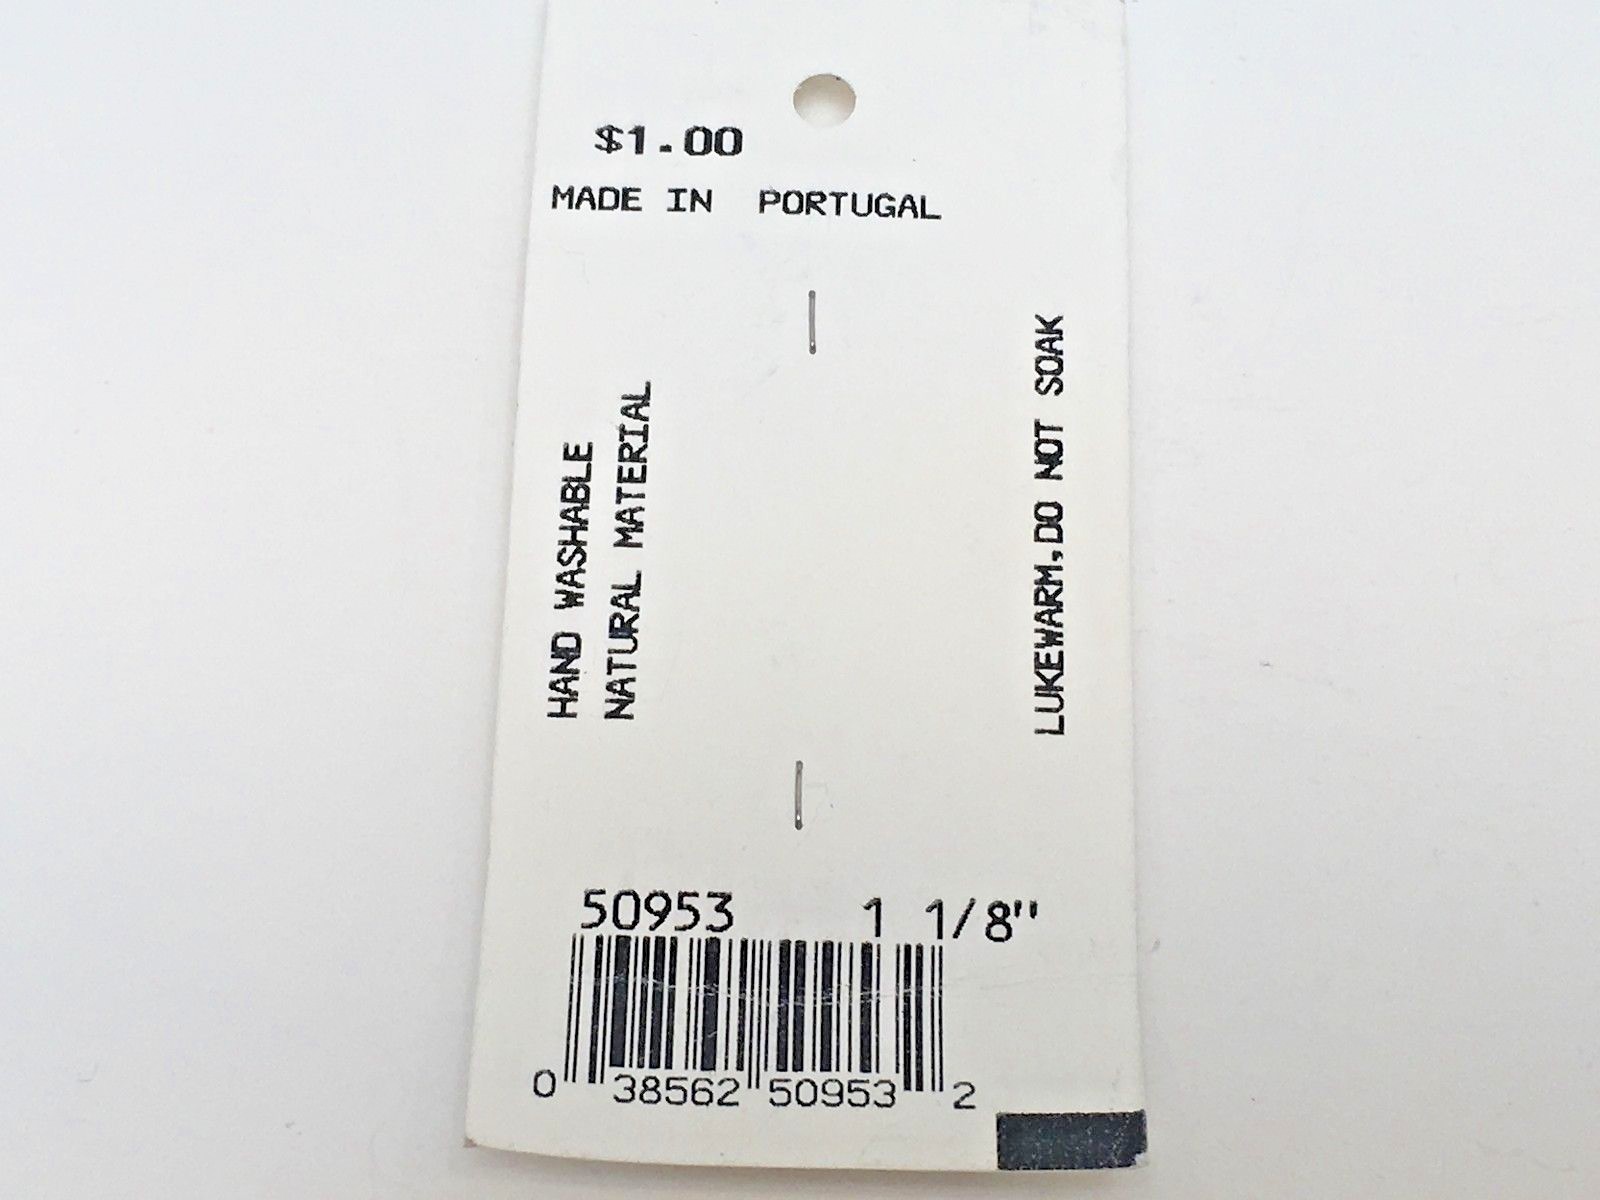 $1.00
MADE IN PORTUGAL
HAND WASHABLE
NATURAL MATERIAL
LUKEWARM,DO NOT SOAK
50953 1 1/8"
0 38562 50953 2